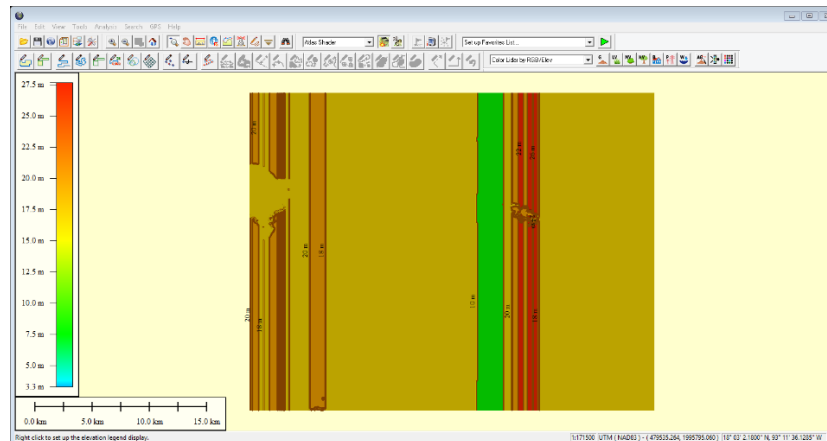 File Edit View Tools Analysis Search GPS Help
Atlas Shader
Set up Favorites List...
Color Lidar by RGB/Elev
27.5 m
25.0 m
22.5 m
20.0 m
17.5 m
15.0 m
12.5 m
10.0 m
7.5 m
5.0 m
3.3 m
20 m
20 m
18 m
20 m
18 m
10 m
20 m
0.0 km 5.0 km 10.0 km 15.0 km
Right click to set up the elevation legend display.
1:171500 UTM ( NAD83 ) - ( 479535.264, 1995795.060 ) 18° 03' 2.1800" N, 93° 11' 36.1285" W